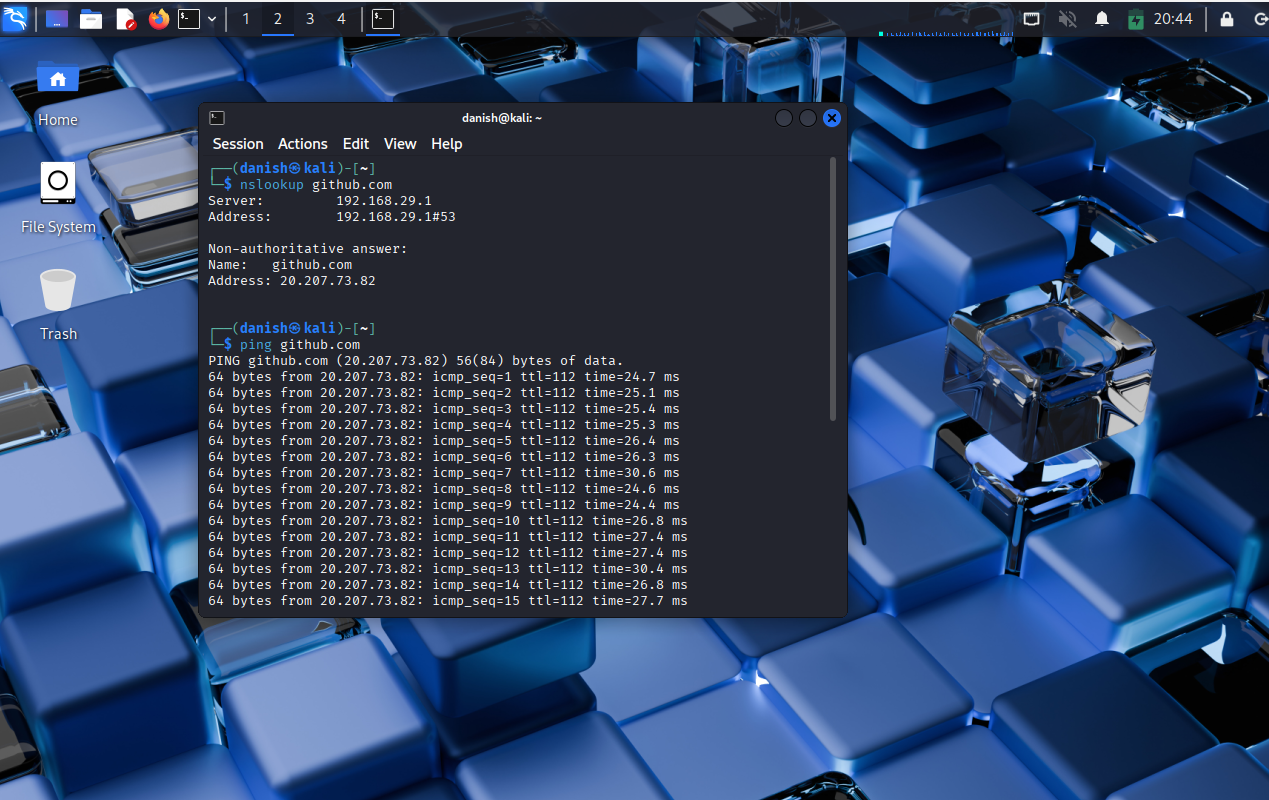 1 2 3 4 20:44
Home
File System
Trash
danish@kali: ~
Session Actions Edit View Help
┌──(danish㉿kali)-[~]
└─$ nslookup github.com
Server:         192.168.29.1
Address:        192.168.29.1#53
Non-authoritative answer:
Name:   github.com
Address: 20.207.73.82
┌──(danish㉿kali)-[~]
└─$ ping github.com
PING github.com (20.207.73.82) 56(84) bytes of data.
64 bytes from 20.207.73.82: icmp_seq=1 ttl=112 time=24.7 ms
64 bytes from 20.207.73.82: icmp_seq=2 ttl=112 time=25.1 ms
64 bytes from 20.207.73.82: icmp_seq=3 ttl=112 time=25.4 ms
64 bytes from 20.207.73.82: icmp_seq=4 ttl=112 time=25.3 ms
64 bytes from 20.207.73.82: icmp_seq=5 ttl=112 time=26.4 ms
64 bytes from 20.207.73.82: icmp_seq=6 ttl=112 time=26.3 ms
64 bytes from 20.207.73.82: icmp_seq=7 ttl=112 time=30.6 ms
64 bytes from 20.207.73.82: icmp_seq=8 ttl=112 time=24.6 ms
64 bytes from 20.207.73.82: icmp_seq=9 ttl=112 time=24.4 ms
64 bytes from 20.207.73.82: icmp_seq=10 ttl=112 time=26.8 ms
64 bytes from 20.207.73.82: icmp_seq=11 ttl=112 time=27.4 ms
64 bytes from 20.207.73.82: icmp_seq=12 ttl=112 time=27.4 ms
64 bytes from 20.207.73.82: icmp_seq=13 ttl=112 time=30.4 ms
64 bytes from 20.207.73.82: icmp_seq=14 ttl=112 time=26.8 ms
64 bytes from 20.207.73.82: icmp_seq=15 ttl=112 time=27.7 ms